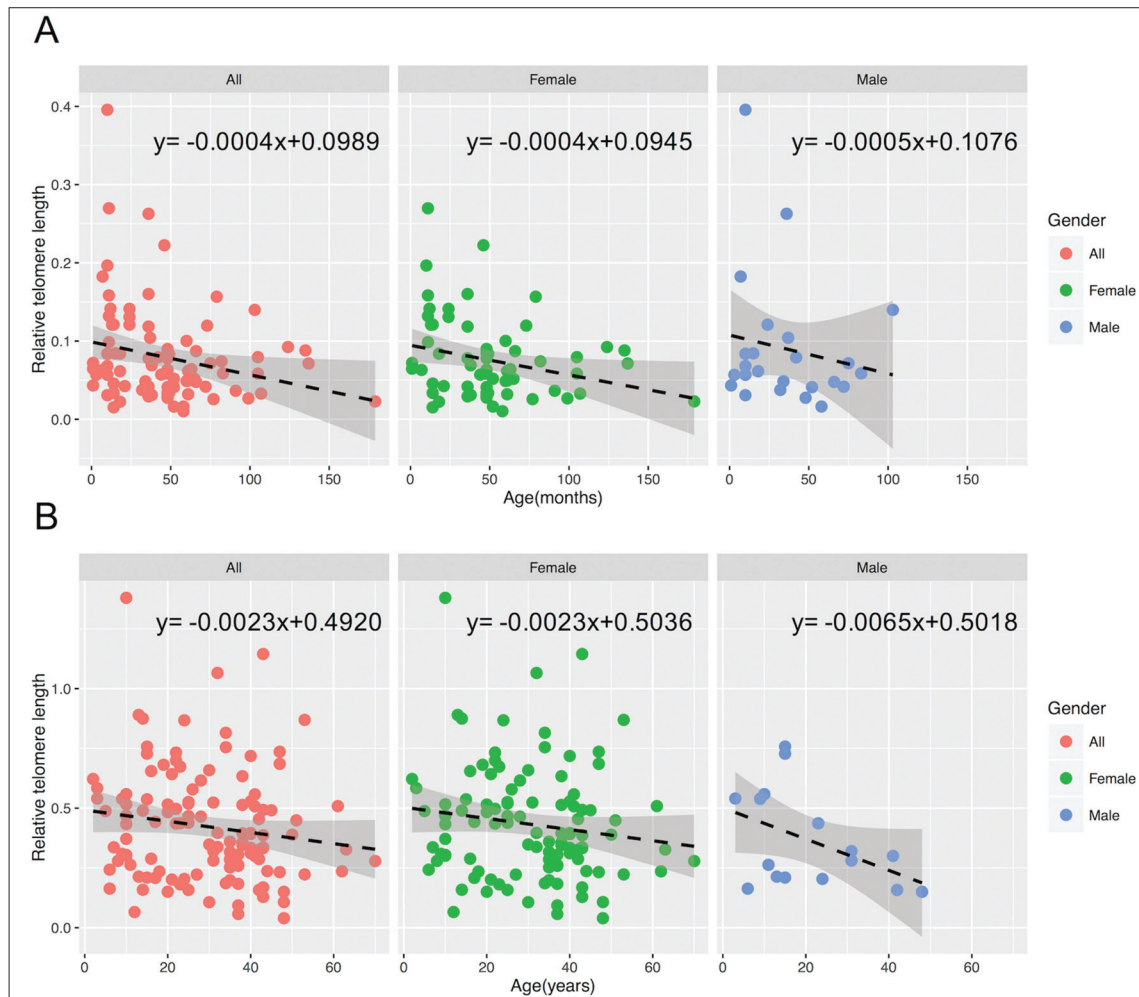 A
All Female Male
y= -0.0004x+0.0989 y= -0.0004x+0.0945 y= -0.0005x+0.1076
Relative telomere length
0.4
0.3
0.2
0.1
0.0
0 50 100 150 0 50 100 150 0 50 100 150
Age(months)
Gender
All
Female
Male
B
All Female Male
y= -0.0023x+0.4920 y= -0.0023x+0.5036 y= -0.0065x+0.5018
Relative telomere length
1.0
0.5
0.0
0 20 40 60 0 20 40 60 0 20 40 60
Age(years)
Gender
All
Female
Male